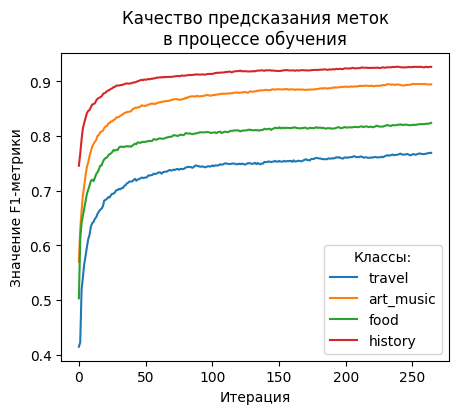 Качество предсказания меток
в процессе обучения
Значение F1-метрики
0.9
0.8
0.7
0.6
0.5
0.4
0
50
100
150
200
250
Итерация
Классы:
travel
art_music
food
history